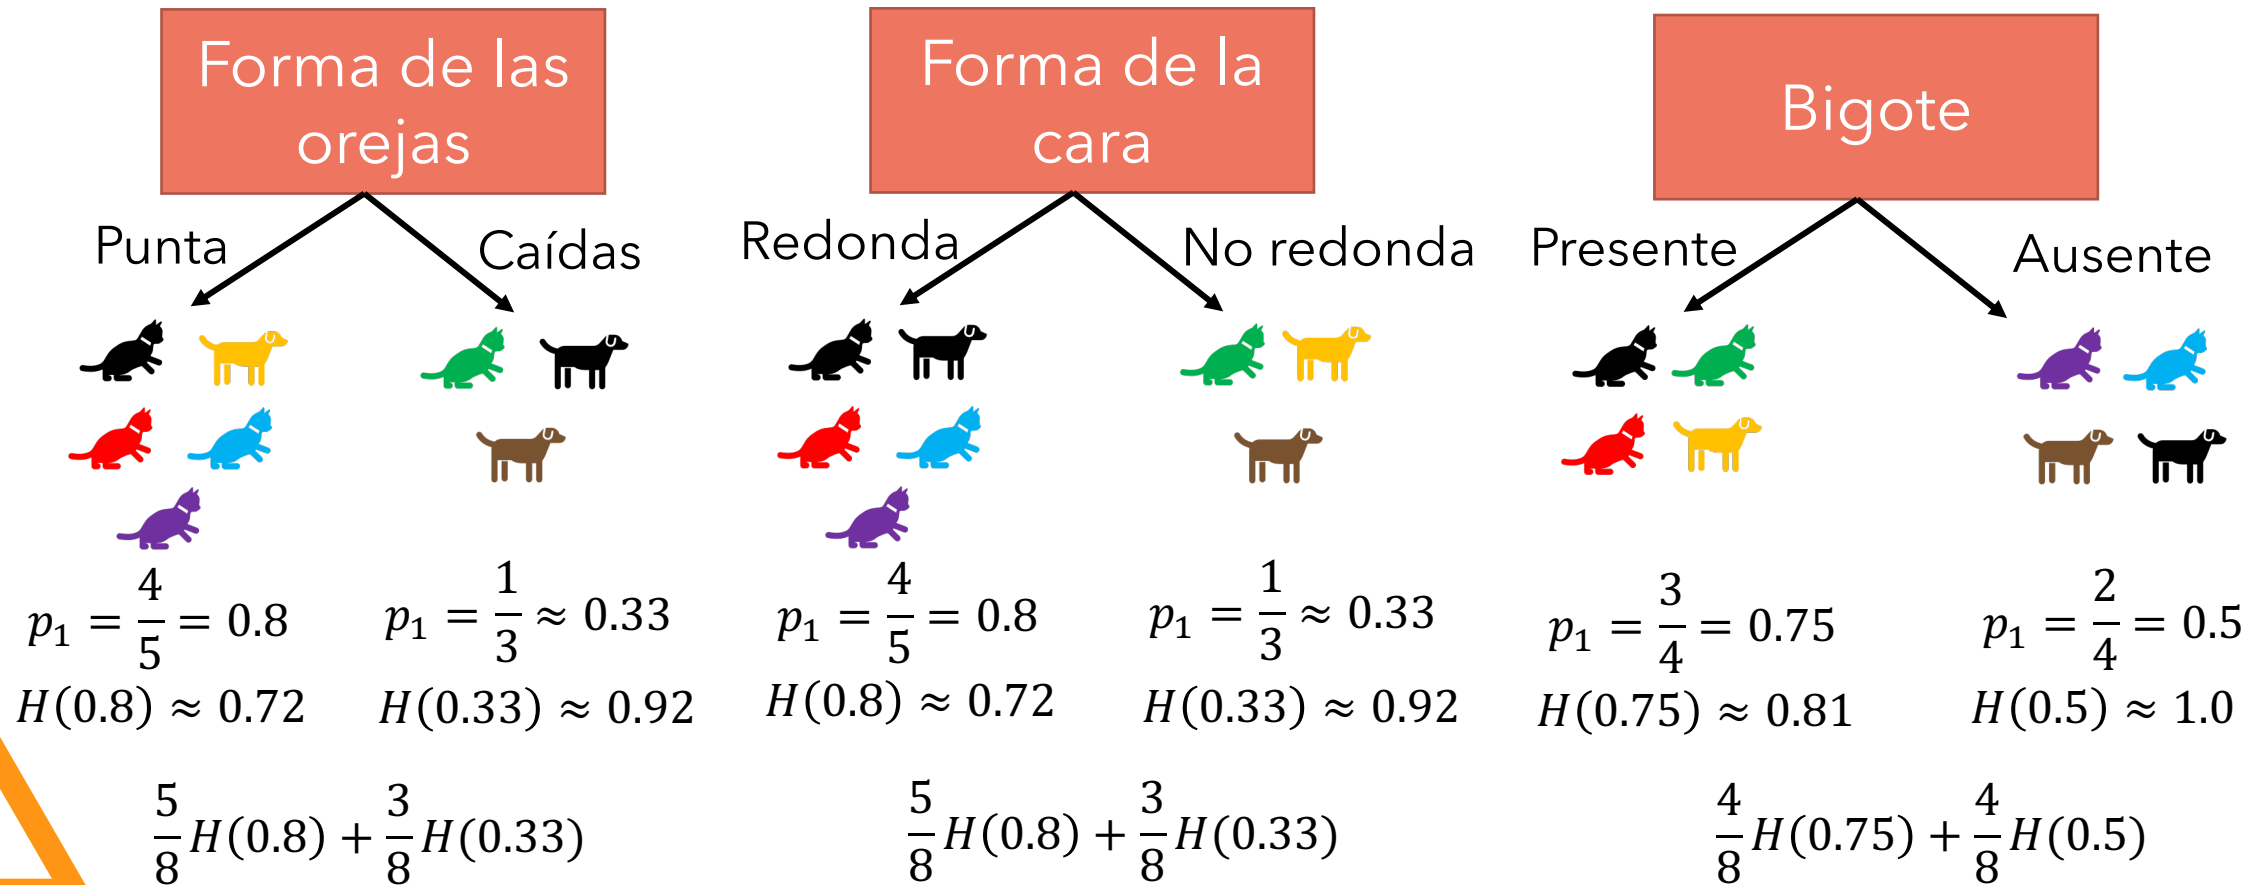 Forma de las
orejas
Punta
Caídas
p₁ = 4/5 = 0.8
p₁ = 1/3 ≈ 0.33
H(0.8) ≈ 0.72
H(0.33) ≈ 0.92
5/8 H(0.8) + 3/8 H(0.33)
Forma de la
cara
Redonda
No redonda
p₁ = 4/5 = 0.8
p₁ = 1/3 ≈ 0.33
H(0.8) ≈ 0.72
H(0.33) ≈ 0.92
5/8 H(0.8) + 3/8 H(0.33)
Bigote
Presente
Ausente
p₁ = 3/4 = 0.75
p₁ = 2/4 = 0.5
H(0.75) ≈ 0.81
H(0.5) ≈ 1.0
4/8 H(0.75) + 4/8 H(0.5)